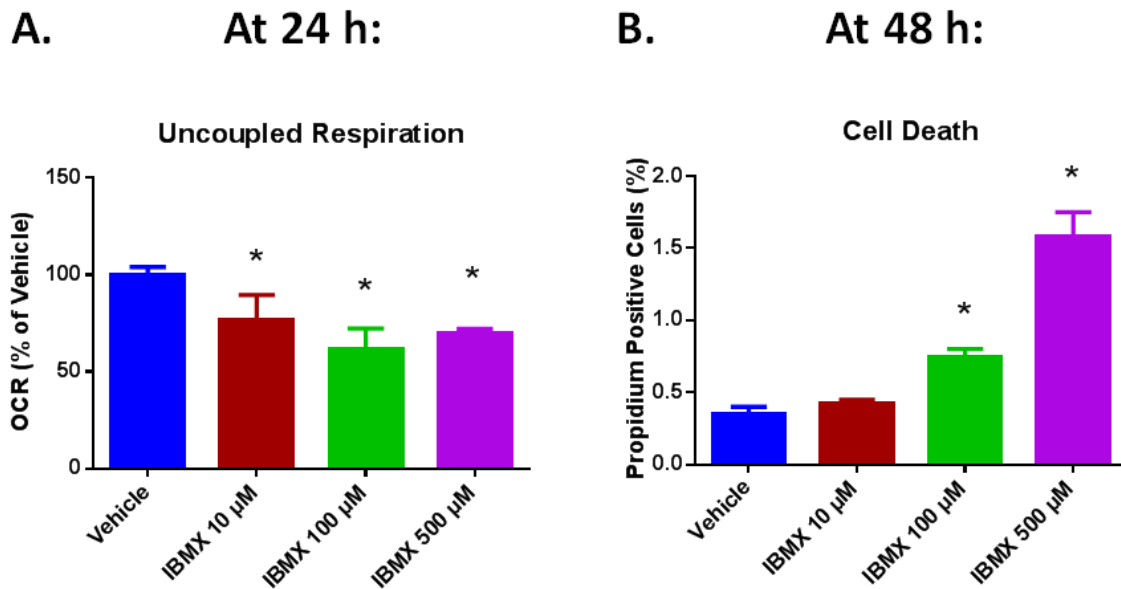 A. At 24 h:
Uncoupled Respiration
OCR (% of Vehicle)
150
100
50
0
*
*
*
Vehicle
IBMX 10 µM
IBMX 100 µM
IBMX 500 µM
B. At 48 h:
Cell Death
Propidium Positive Cells (%)
2.0
1.5
1.0
0.5
0.0
*
*
Vehicle
IBMX 10 µM
IBMX 100 µM
IBMX 500 µM